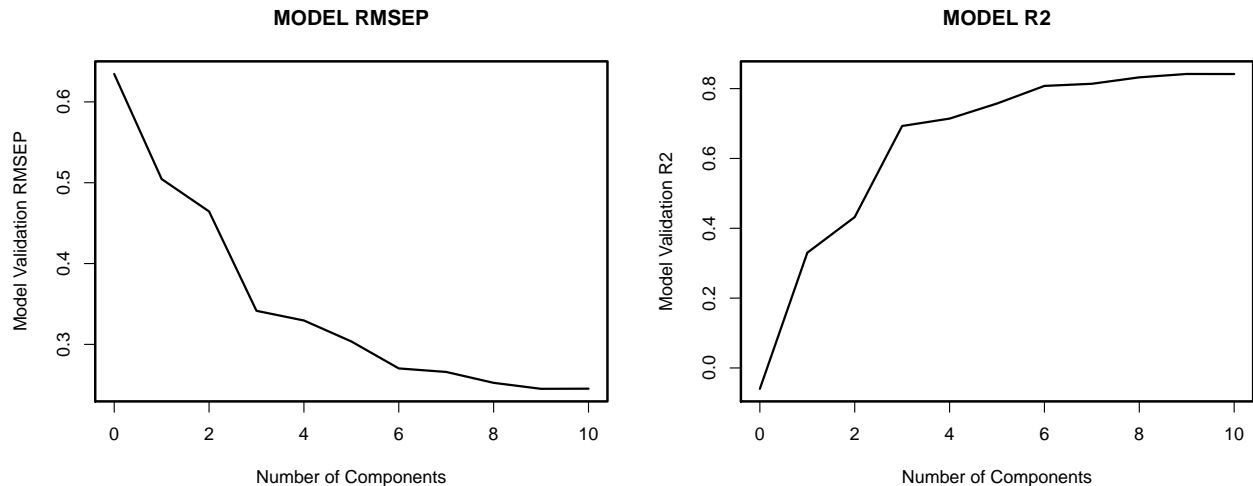 MODEL RMSEP
Model Validation RMSEP
0.6
0.5
0.4
0.3
0 2 4 6 8 10
Number of Components
MODEL R2
Model Validation R2
0.8
0.6
0.4
0.2
0.0
0 2 4 6 8 10
Number of Components